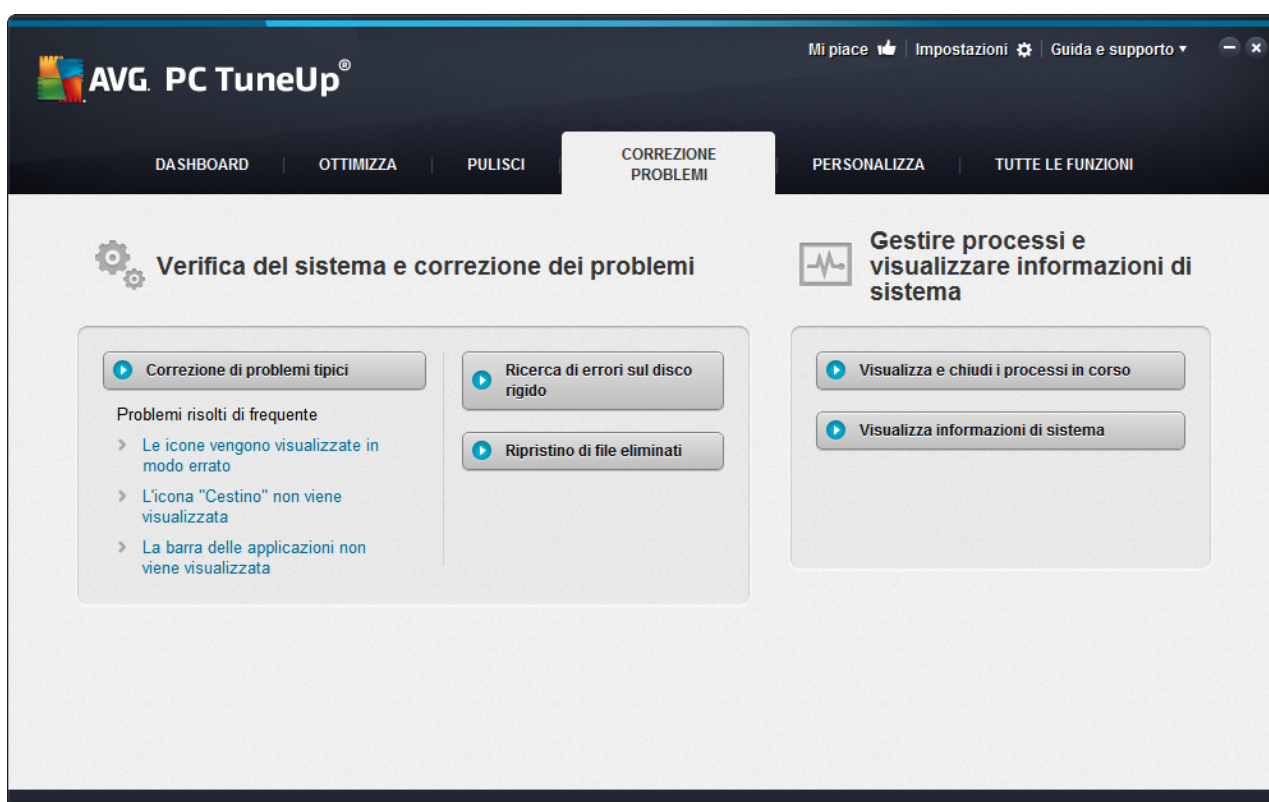 Mi piace | Impostazioni | Guida e supporto
AVG. PC TuneUp®
DASHBOARD | OTTIMIZZA | PULISCI | CORREZIONE PROBLEMI | PERSONALIZZA | TUTTE LE FUNZIONI
Verifica del sistema e correzione dei problemi
Correzione di problemi tipici
Problemi risolti di frequente
Le icone vengono visualizzate in
modo errato
L'icona "Cestino" non viene
visualizzata
La barra delle applicazioni non
viene visualizzata
Ricerca di errori sul disco
rigido
Ripristino di file eliminati
Gestire processi e
visualizzare informazioni di
sistema
Visualizza e chiudi i processi in corso
Visualizza informazioni di sistema